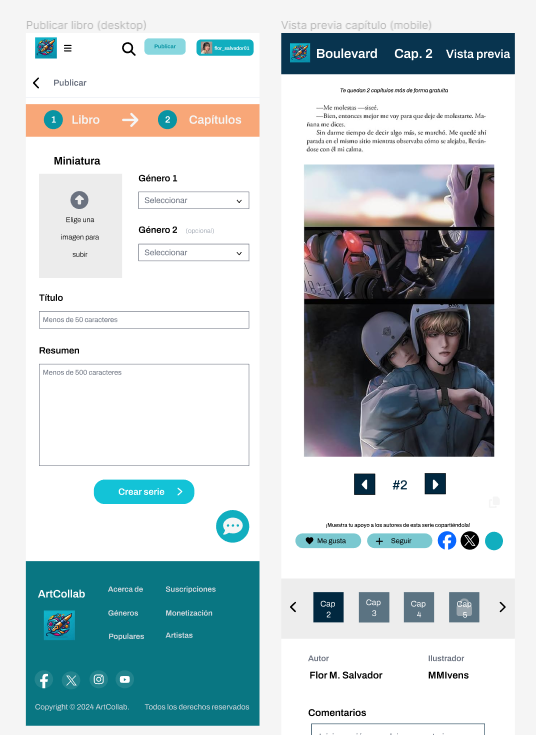 Publicar libro (desktop)
Publicar
flor_salvador01
Publicar
1 Libro
2 Capítulos
Miniatura
Elige una
imagen para
subir
Género 1
Seleccionar
Género 2 (opcional)
Seleccionar
Título
Menos de 50 caracteres
Resumen
Menos de 500 caracteres
Crear serie
ArtCollab
Acerca de
Suscripciones
Géneros
Monetización
Populares
Artistas
Copyright © 2024 ArtCollab.
Todos los derechos reservados
Vista previa capítulo (mobile)
Boulevard Cap. 2 Vista previa
Te quedan 2 capítulos más de forma gratuita
—Me molestas —siseé.
—Bien, entonces mejor me voy para que deje de molestarte. Ma-
ñana me dices.
Sin darme tiempo de decir algo más, se marchó. Me quedé ahí
parada en el mismo sitio mientras observaba cómo se alejaba, lleván-
dose con él mi calma.
#2
¡Muestra tu apoyo a los autores de esta serie copartiéndola!
Me gusta
Seguir
Cap
2
Cap
3
Cap
4
Cap
5
Autor
Ilustrador
Flor M. Salvador
MMIvens
Comentarios